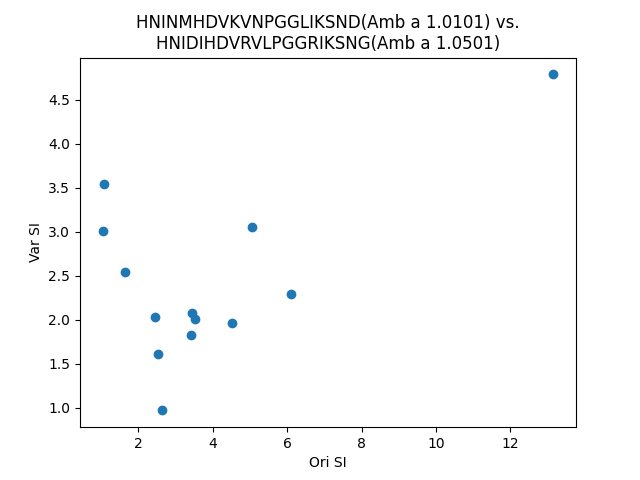 HNINMHDVKVNPGGLIKSND(Amb a 1.0101) vs.
HNIDIHDVRVLPGGRIKSNG(Amb a 1.0501)
4.5
4.0
3.5
3.0
2.5
2.0
1.5
1.0
Var SI
2 4 6 8 10 12
Ori SI